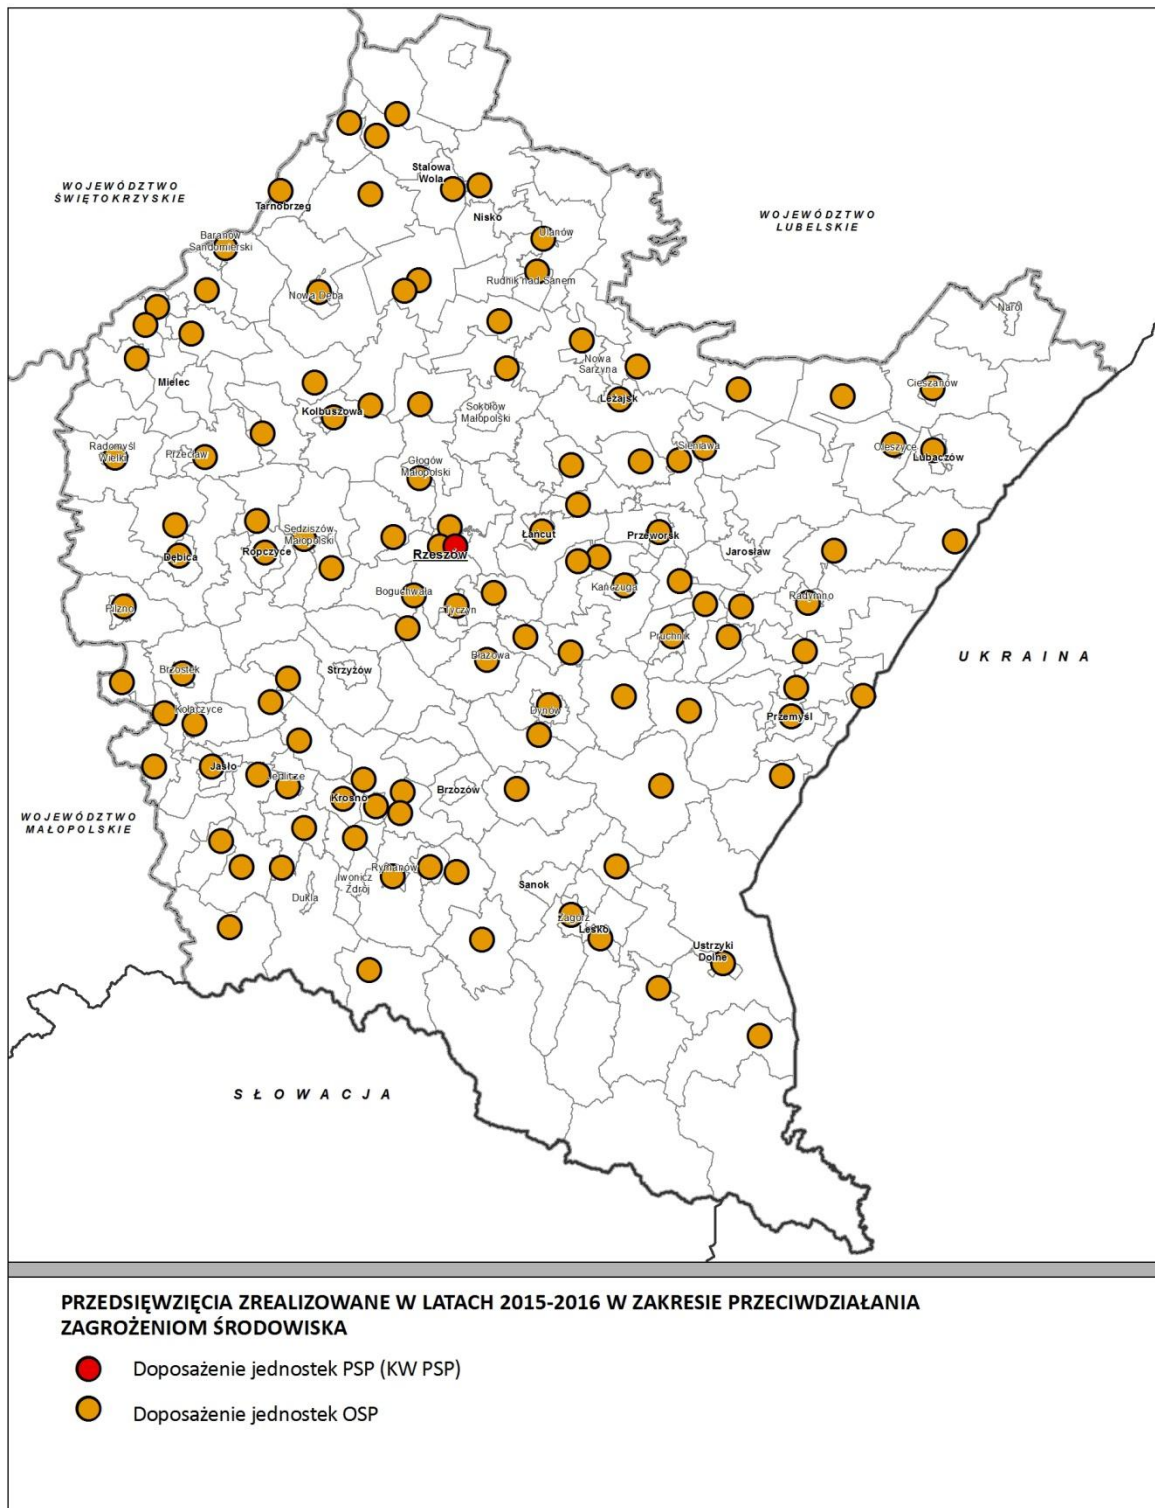 Stalowa
Wola
WOJEWÓDZTWO
ŚWIĘTOKRZYSKIE
Tarnobrzeg
Nisko
WOJEWÓDZTWO
LUBELSKIE
Baranów
Sandomierski
Ulanów
Rudnik nad Sanem
Nowa Dęba
Narol
Nowa
Sarzyna
Mielec
Cieszanów
Leżajsk
Kolbuszowa
Sokołów
Małopolski
Radomyśl
Wielki
Przecław
Sieniawa
Oleszyce
Lubaczów
Głogów
Małopolski
Sędziszów
Małopolski
Łańcut
Przeworsk
Dębica
Ropczyce
Rzeszów
Jarosław
Boguchwała
Kańczuga
Pilzno
Tyczyn
Radymno
Pruchnik
Błażowa
UKRAINA
Brzostek
Strzyżów
Kołaczyce
Dynów
Przemyśl
Jasło
Jedlicze
Krosno
Brzozów
WOJEWÓDZTWO
MAŁOPOLSKIE
Rymanów
Iwonicz
Zdrój
Dukla
Sanok
Zagórz
Lesko
Ustrzyki
Dolne
SŁOWACJA
PRZEDSIĘWZIĘCIA ZREALIZOWANE W LATACH 2015-2016 W ZAKRESIE PRZECIWDZIAŁANIA
ZAGROŻENIOM ŚRODOWISKA
Doposażenie jednostek PSP (KW PSP)
Doposażenie jednostek OSP